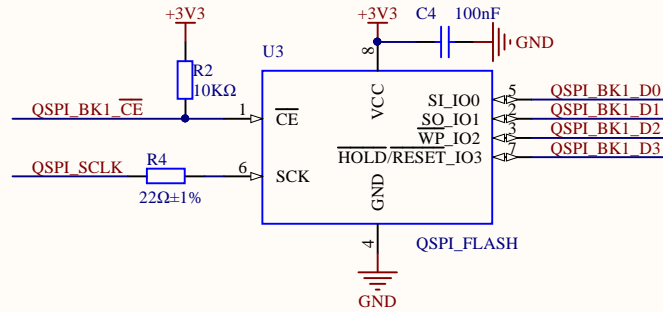 +3V3
+3V3
C4
100nF
GND
U3
8
R2
10KΩ
VCC
QSPI_BK1_CE
1
CE
SI_IO0
5
QSPI_BK1_D0
SO_IO1
2
QSPI_BK1_D1
WP_IO2
3
QSPI_BK1_D2
HOLD/RESET_IO3
7
QSPI_BK1_D3
QSPI_SCLK
R4
22Ω±1%
6
SCK
GND
4
QSPI_FLASH
GND